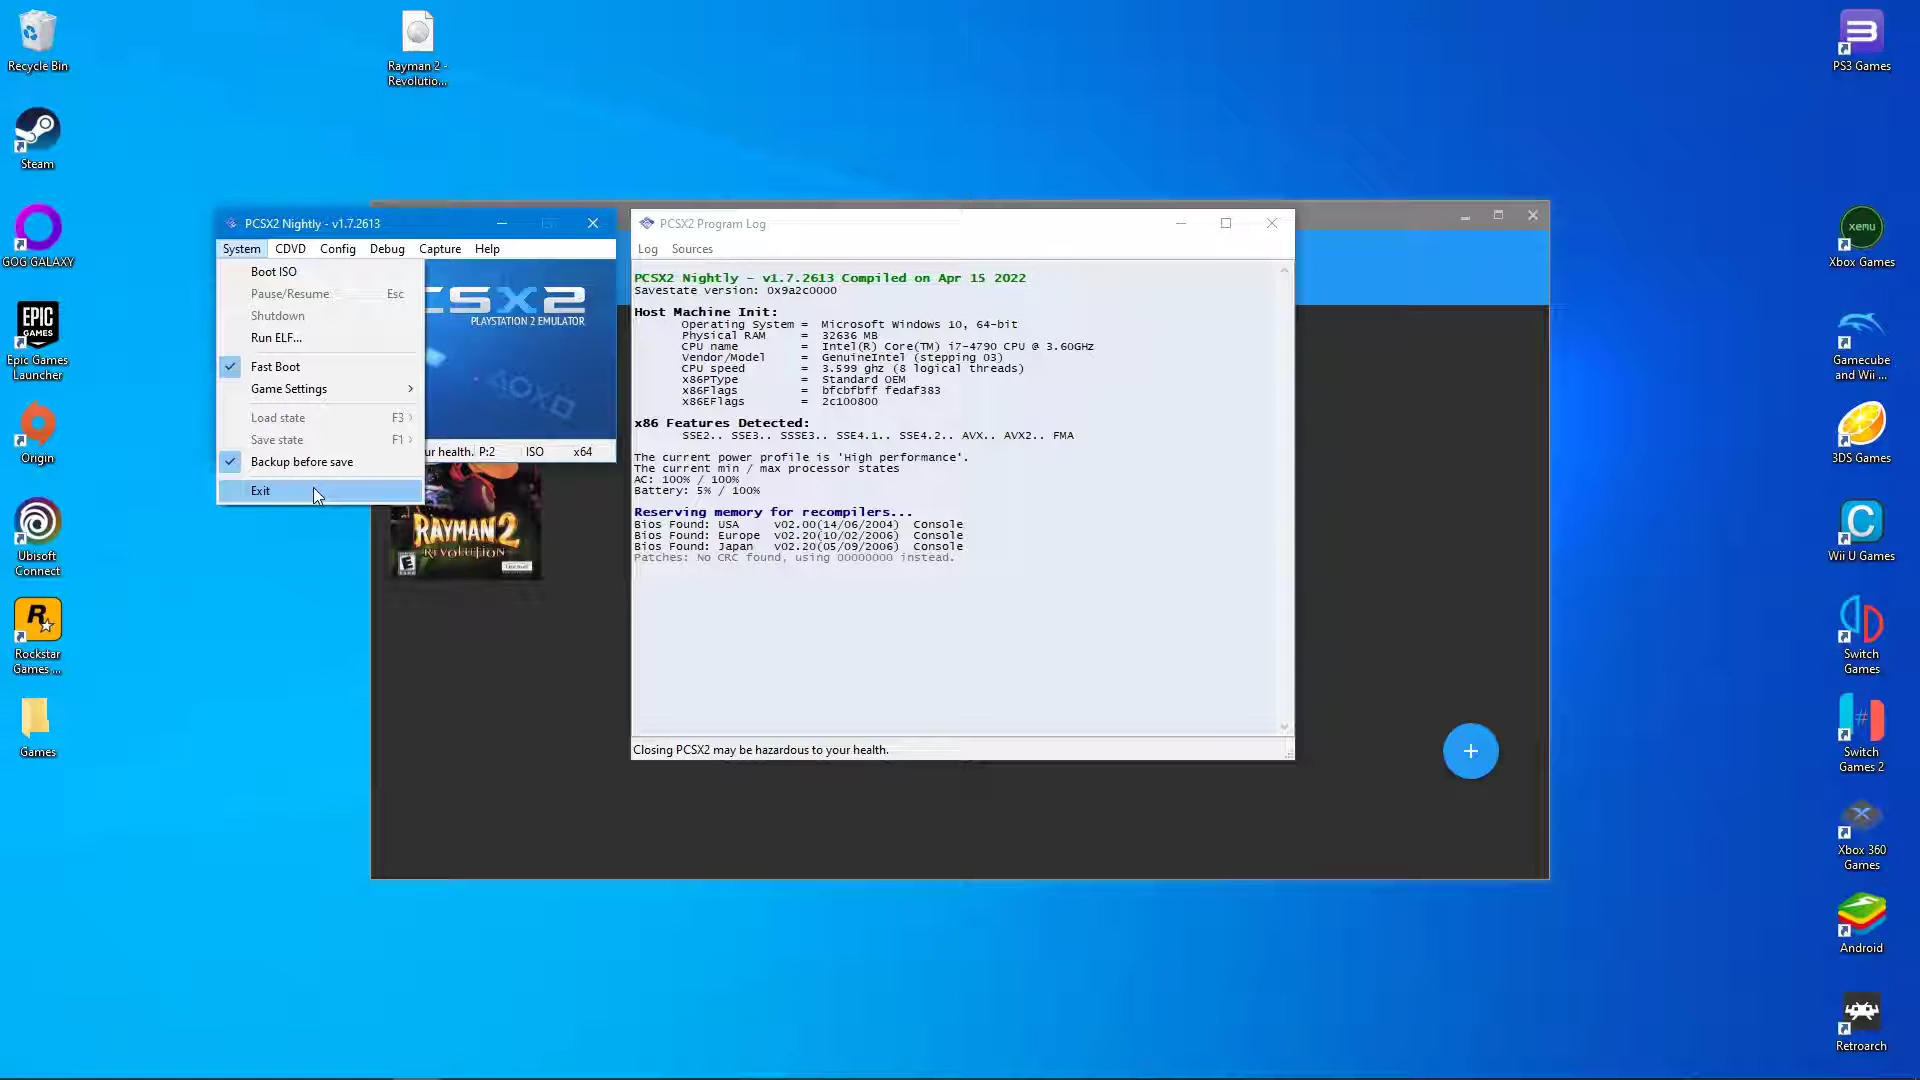 Recycle Bin
Steam
GOG GALAXY
EPIC
GAMES
Epic Games
Launcher
Origin
Ubisoft
Connect
R
Rockstar
Games ...
Games
Rayman 2 -
Revolutio...
PCSX2 Nightly - v1.7.2613
System CDVD Config Debug Capture Help
Boot ISO
Pause/Resume Esc
Shutdown
Run ELF...
Fast Boot
Game Settings
Load state F3
Save state F1
Backup before save
Exit
CSX2
PLAYSTATION 2 EMULATOR
ur health. P:2 ISO x64
RAYMAN 2
REVOLUTION
E
PCSX2 Program Log
Log Sources
PCSX2 Nightly - v1.7.2613 Compiled on Apr 15 2022
Savestate version: 0x9a2c0000
Host Machine Init:
Operating System = Microsoft Windows 10, 64-bit
Physical RAM = 32636 MB
CPU name = Intel(R) Core(TM) i7-4790 CPU @ 3.60GHz
Vendor/Model = GenuineIntel (stepping 03)
CPU speed = 3.599 ghz (8 logical threads)
x86PType = Standard OEM
x86Flags = bfcbfbff fedaf383
x86EFlags = 2c100800
x86 Features Detected:
SSE2.. SSE3.. SSSE3.. SSE4.1.. SSE4.2.. AVX.. AVX2.. FMA
The current power profile is 'High performance'.
The current min / max processor states
AC: 100% / 100%
Battery: 5% / 100%
Reserving memory for recompilers...
Bios Found: USA v02.00(14/06/2004) Console
Bios Found: Europe v02.20(10/02/2006) Console
Bios Found: Japan v02.20(05/09/2006) Console
Patches: No CRC found, using 00000000 instead.
Closing PCSX2 may be hazardous to your health.
+
PS3 Games
xemu
Xbox Games
Gamecube
and Wii ...
3DS Games
C
Wii U Games
Switch
Games
Switch
Games 2
Xbox 360
Games
Android
Retroarch